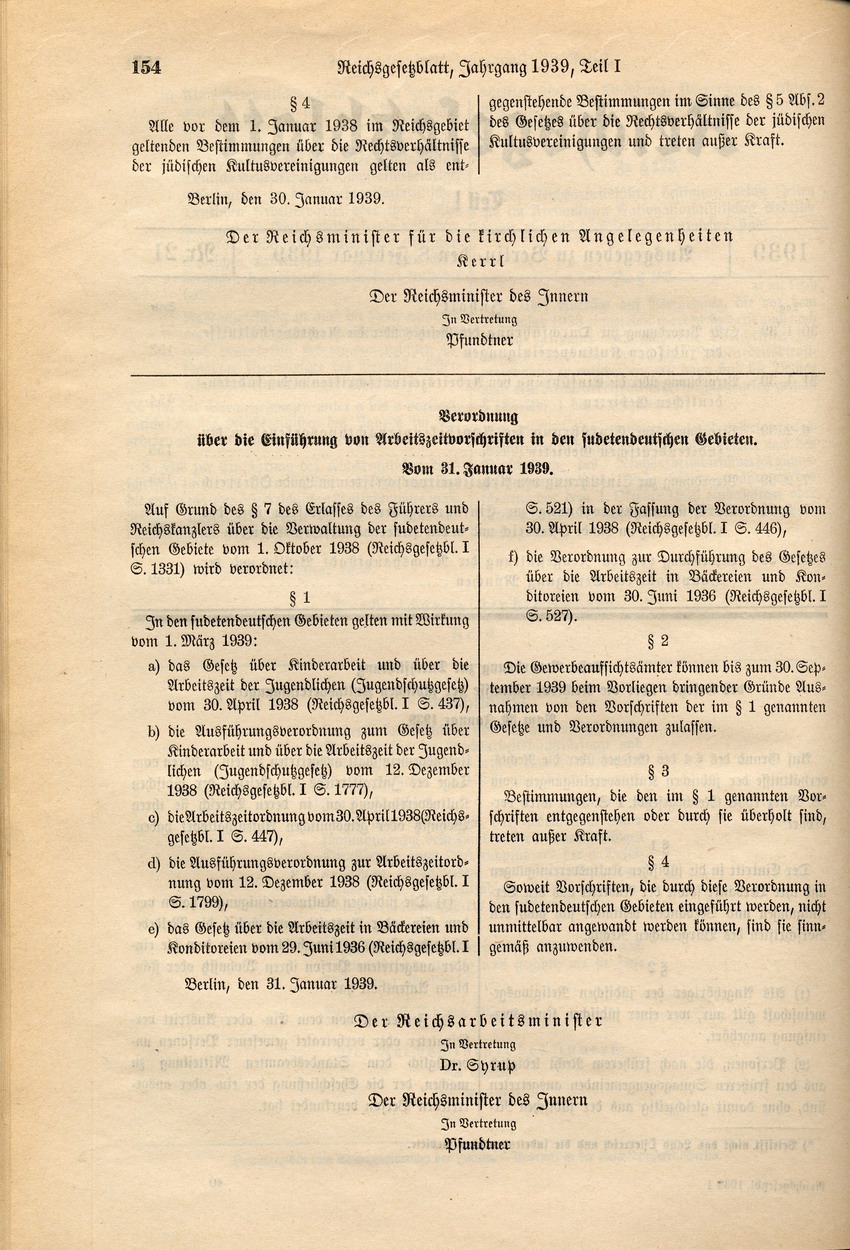 154
Reichsgesetzblatt, Jahrgang 1939, Teil I
§ 4
Alle vor dem 1. Januar 1938 im Reichsgebiet
geltenden Bestimmungen über die Rechtsverhältnisse
der jüdischen Kultusvereinigungen gelten als ent-
gegenstehende Bestimmungen im Sinne des § 5 Abs. 2
des Gesetzes über die Rechtsverhältnisse der jüdischen
Kultusvereinigungen und treten außer Kraft.
Berlin, den 30. Januar 1939.
Der Reichsminister für die kirchlichen Angelegenheiten
Kerrl
Der Reichsminister des Innern
In Vertretung
Pfundtner
Verordnung
über die Einführung von Arbeitszeitvorschriften in den sudetendeutschen Gebieten.
Vom 31. Januar 1939.
Auf Grund des § 7 des Erlasses des Führers und
Reichskanzlers über die Verwaltung der sudetendeut-
schen Gebiete vom 1. Oktober 1938 (Reichsgesetzbl. I
S. 1331) wird verordnet:
§ 1
In den sudetendeutschen Gebieten gelten mit Wirkung
vom 1. März 1939:
a) das Gesetz über Kinderarbeit und über die
Arbeitszeit der Jugendlichen (Jugendschutzgesetz)
vom 30. April 1938 (Reichsgesetzbl. I S. 437),
b) die Ausführungsverordnung zum Gesetz über
Kinderarbeit und über die Arbeitszeit der Jugend-
lichen (Jugendschutzgesetz) vom 12. Dezember
1938 (Reichsgesetzbl. I S. 1777),
c) die Arbeitszeitordnung vom 30. April 1938 (Reichs-
gesetzbl. I S. 447),
d) die Ausführungsverordnung zur Arbeitszeitord-
nung vom 12. Dezember 1938 (Reichsgesetzbl. I
S. 1799),
e) das Gesetz über die Arbeitszeit in Bäckereien und
Konditoreien vom 29. Juni 1936 (Reichsgesetzbl. I
S. 521) in der Fassung der Verordnung vom
30. April 1938 (Reichsgesetzbl. I S. 446),
f) die Verordnung zur Durchführung des Gesetzes
über die Arbeitszeit in Bäckereien und Kon-
ditoreien vom 30. Juni 1936 (Reichsgesetzbl. I
S. 527).
§ 2
Die Gewerbeaufsichtsämter können bis zum 30. Sep-
tember 1939 beim Vorliegen dringender Gründe Aus-
nahmen von den Vorschriften der im § 1 genannten
Gesetze und Verordnungen zulassen.
§ 3
Bestimmungen, die den im § 1 genannten Vor-
schriften entgegenstehen oder durch sie überholt sind,
treten außer Kraft.
§ 4
Soweit Vorschriften, die durch diese Verordnung in
den sudetendeutschen Gebieten eingeführt werden, nicht
unmittelbar angewandt werden können, sind sie sinn-
gemäß anzuwenden.
Berlin, den 31. Januar 1939.
Der Reichsarbeitsminister
In Vertretung
Dr. Syrup
Der Reichsminister des Innern
In Vertretung
Pfundtner